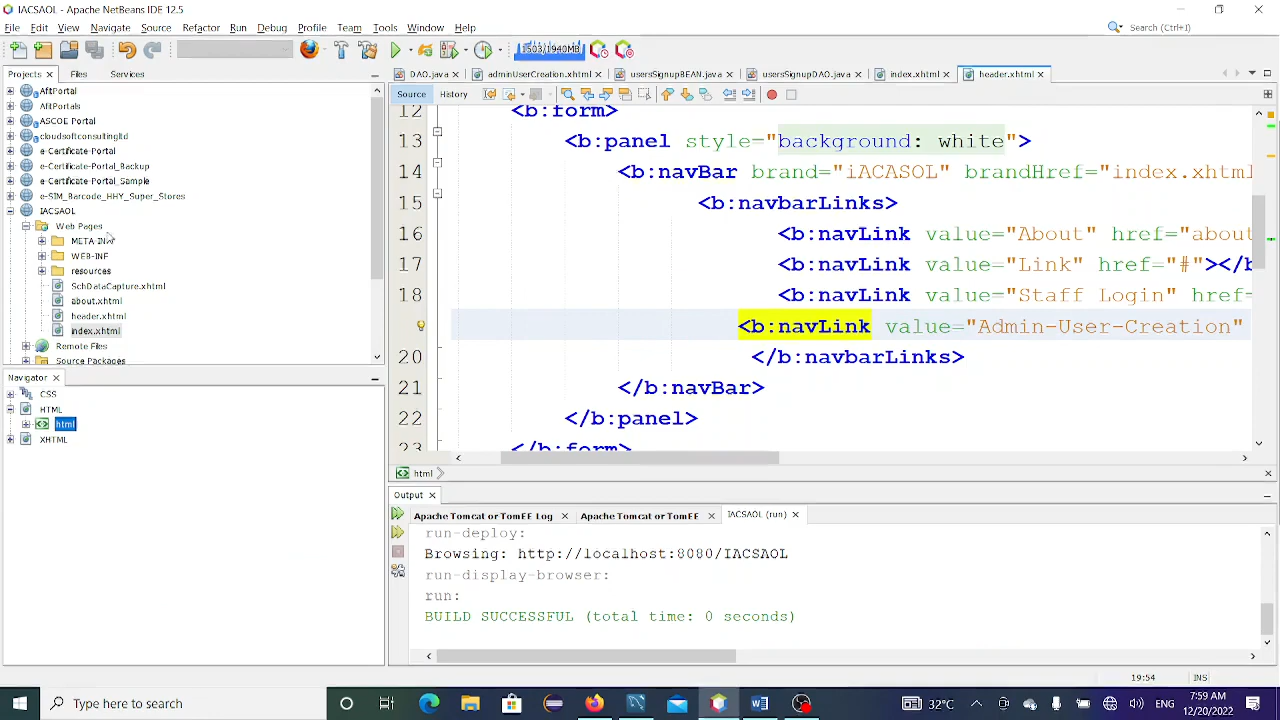 IACSAOL - Apache NetBeans IDE 12.5
File Edit View Navigate Source Refactor Run Debug Profile Team Tools Window Help
Search (Ctrl+I)
1503/1940MB
Projects Files Services
DAO.java adminUserCreation.xhtml usersSignupBEAN.java usersSignupDAO.java index.xhtml header.xhtml
Source History
AftPortal
AftPortals
ASCOE Portal
cloudsoftconsultingltd
e-Certificate-Portal
e-Certificate-Portal_Backup
e-Certificate-Portal_Sample
e-SIM_Barcode_HHY_Super_Stores
IACSAOL
Web Pages
META-INF
WEB-INF
resources
SchDataCapture.xhtml
about.xhtml
header.xhtml
index.xhtml
Remote Files
Source Packages
12 <b:form>
13 <b:panel style="background: white">
14 <b:navBar brand="iACASOL" brandHref="index.xhtml
15 <b:navbarLinks>
16 <b:navLink value="About" href="about
17 <b:navLink value="Link" href="#"></b
18 <b:navLink value="Staff Login" href=
<b:navLink value="Admin-User-Creation"
20 </b:navbarLinks>
21 </b:navBar>
22 </b:panel>
23 </b:form>
html
Navigator
CSS
HTML
html
XHTML
Output
Apache Tomcat or TomEE Log Apache Tomcat or TomEE IACSAOL (run)
run-deploy:
Browsing: http://localhost:8080/IACSAOL
run-display-browser:
run:
BUILD SUCCESSFUL (total time: 0 seconds)
19:54 INS
Type here to search
32°C
7:59 AM
12/20/2022